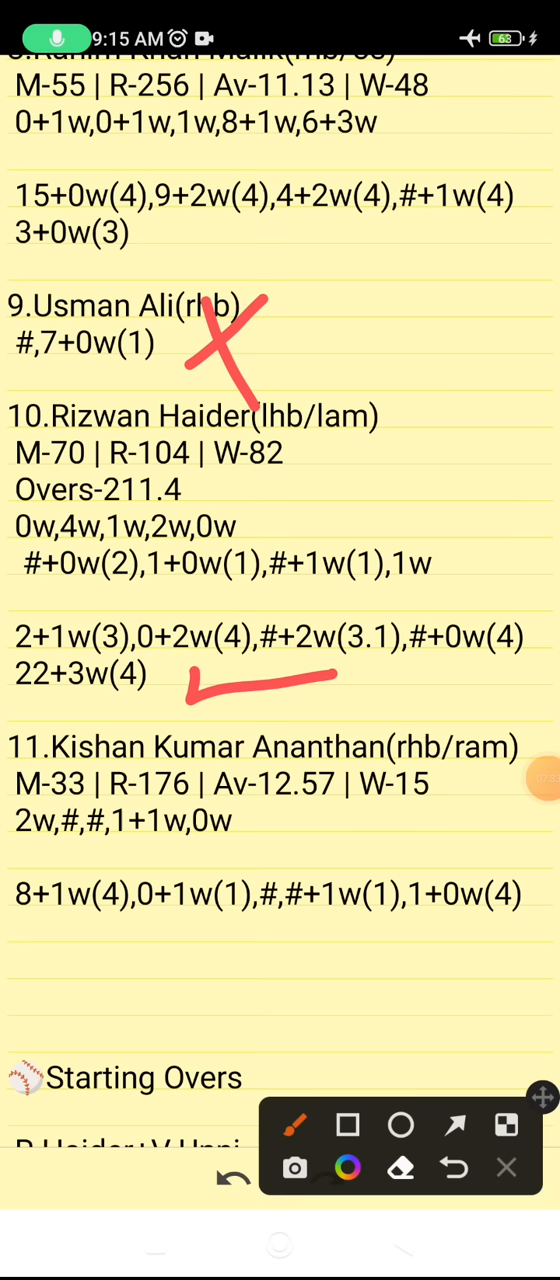 9:15 AM
63
M-55 | R-256 | Av-11.13 | W-48
0+1w,0+1w,1w,8+1w,6+3w
15+0w(4),9+2w(4),4+2w(4),#+1w(4)
3+0w(3)
9.Usman Ali(rhb)
#,7+0w(1)
10.Rizwan Haider(lhb/lam)
M-70 | R-104 | W-82
Overs-211.4
0w,4w,1w,2w,0w
#+0w(2),1+0w(1),#+1w(1),1w
2+1w(3),0+2w(4),#+2w(3.1),#+0w(4)
22+3w(4)
11.Kishan Kumar Ananthan(rhb/ram)
M-33 | R-176 | Av-12.57 | W-15
2w,#,#,1+1w,0w
8+1w(4),0+1w(1),#,#+1w(1),1+0w(4)
Starting Overs